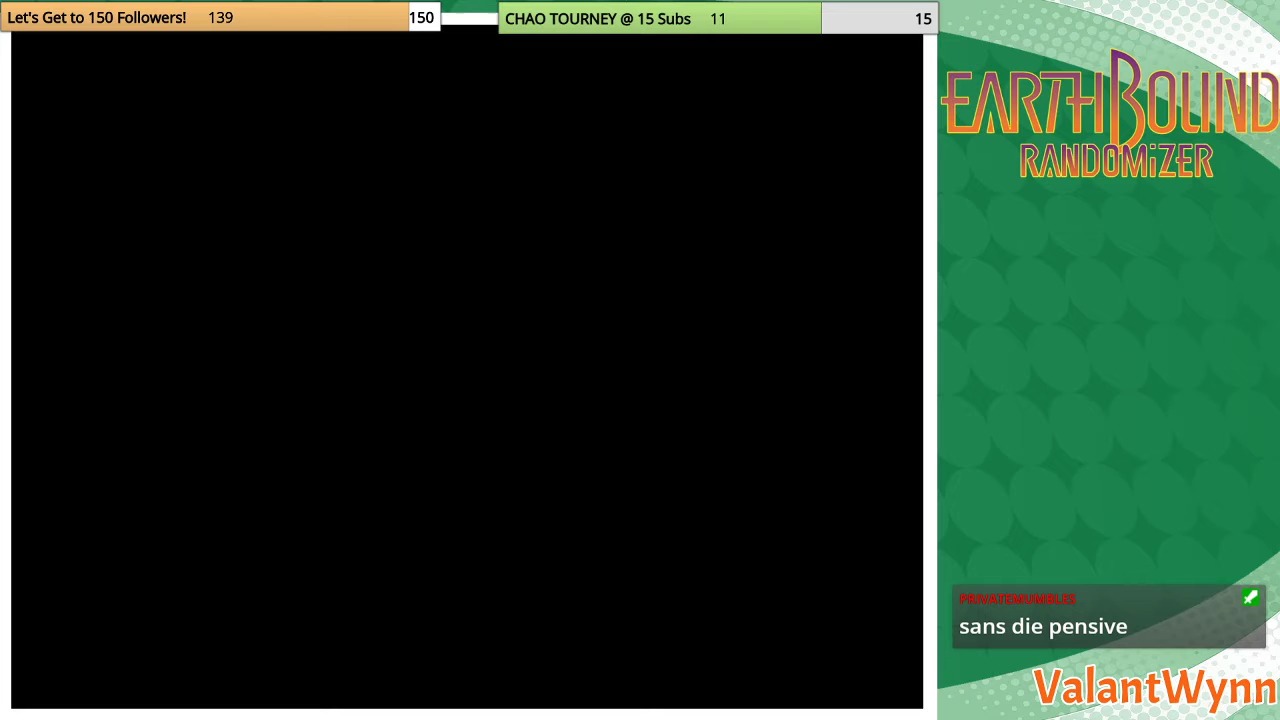 Let's Get to 150 Followers! 139 150
CHAO TOURNEY @ 15 Subs 11 15
EARTHBOUND
RANDOMiZER
PRIVATEMUMBLES
sans die pensive
ValantWynn